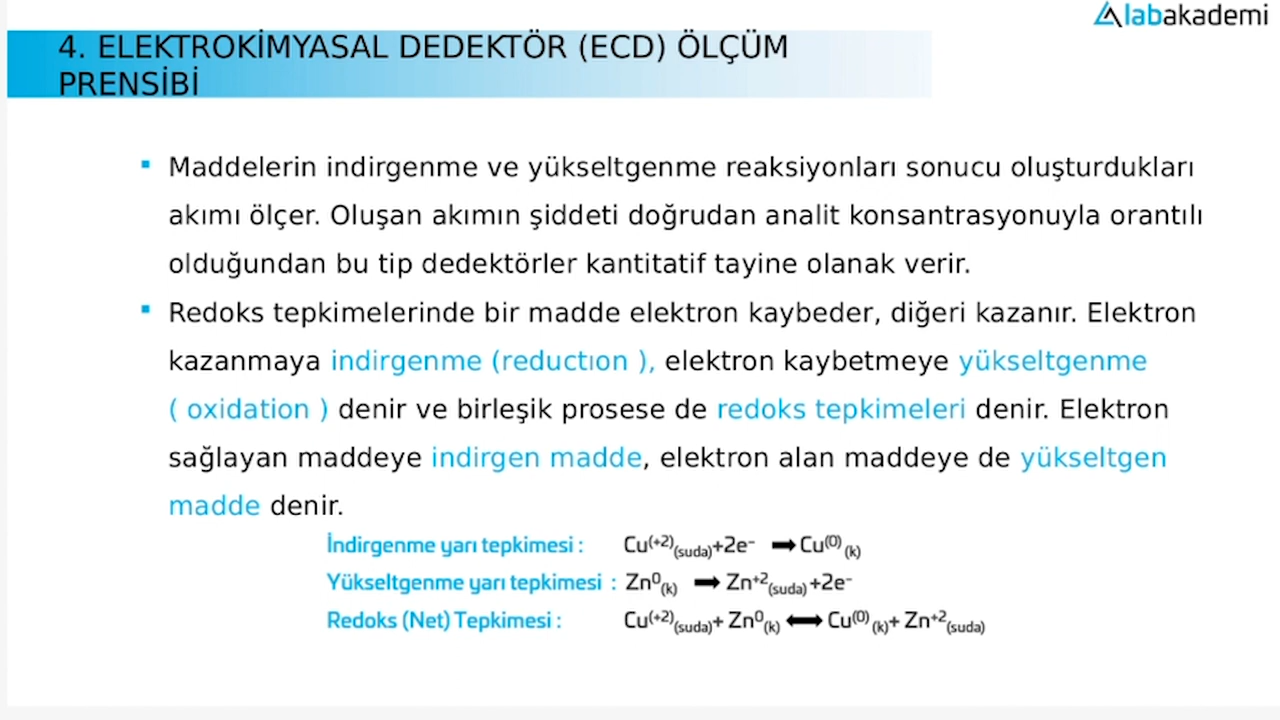 labakademi
4. ELEKTROKİMYASAL DEDEKTÖR (ECD) ÖLÇÜM
PRENSİBİ
▪ Maddelerin indirgenme ve yükseltgenme reaksiyonları sonucu oluşturdukları
akımı ölçer. Oluşan akımın şiddeti doğrudan analit konsantrasyonuyla orantılı
olduğundan bu tip dedektörler kantitatif tayine olanak verir.
▪ Redoks tepkimelerinde bir madde elektron kaybeder, diğeri kazanır. Elektron
kazanmaya indirgenme (reductıon ), elektron kaybetmeye yükseltgenme
( oxidation ) denir ve birleşik prosese de redoks tepkimeleri denir. Elektron
sağlayan maddeye indirgen madde, elektron alan maddeye de yükseltgen
madde denir.
İndirgenme yarı tepkimesi : Cu⁽⁺²⁾(suda)+2e⁻ ➡ Cu⁽⁰⁾(k)
Yükseltgenme yarı tepkimesi : Zn⁰(k) ➡ Zn⁺²(suda)+2e⁻
Redoks (Net) Tepkimesi : Cu⁽⁺²⁾(suda)+ Zn⁰(k) ⬌ Cu⁽⁰⁾(k)+ Zn⁺²(suda)